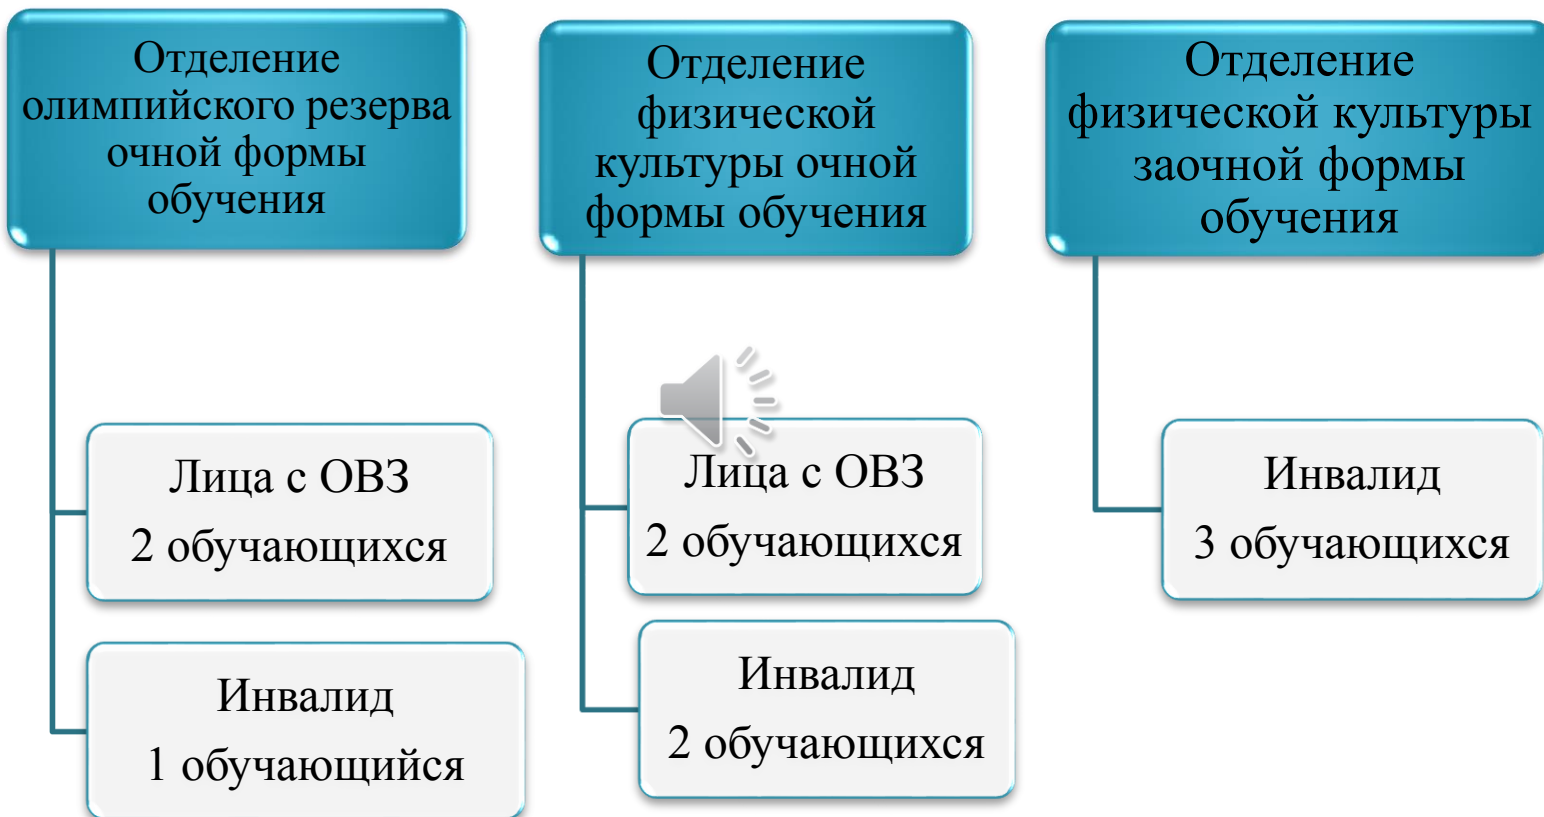 Отделение
олимпийского резерва
очной формы
обучения
Лица с ОВЗ
2 обучающихся
Инвалид
1 обучающийся
Отделение
физической
культуры очной
формы обучения
Лица с ОВЗ
2 обучающихся
Инвалид
2 обучающихся
Отделение
физической культуры
заочной формы
обучения
Инвалид
3 обучающихся